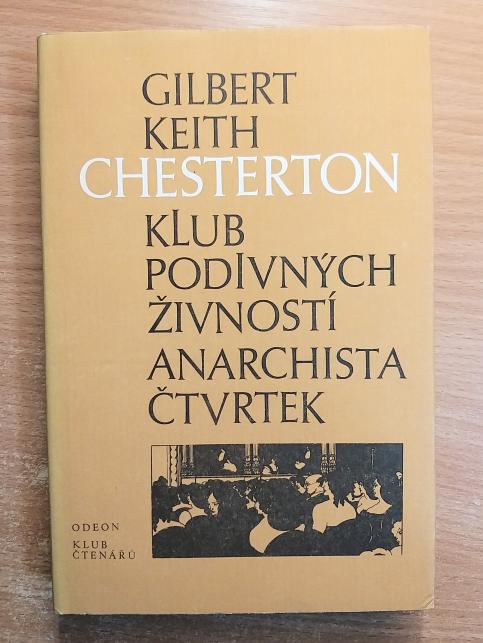 GILBERT
KEITH
CHESTERTON
KLUB
PODIVNÝCH
ŽIVNOSTÍ
ANARCHISTA
ČTVRTEK
ODEON
KLUB
ČTENÁŘŮ